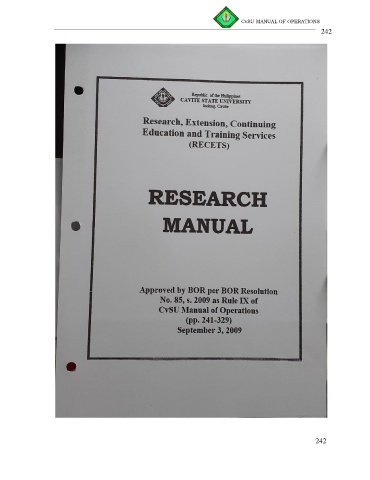 CvSU MANUAL OF OPERATIONS
242
Republic of the Philippines
CAVITE STATE UNIVERSITY
Indang, Cavite
Research, Extension, Continuing
Education and Training Services
(RECETS)
RESEARCH
MANUAL
Approved by BOR per BOR Resolution
No. 85, s. 2009 as Rule IX of
CvSU Manual of Operations
(pp. 241-329)
September 3, 2009
242